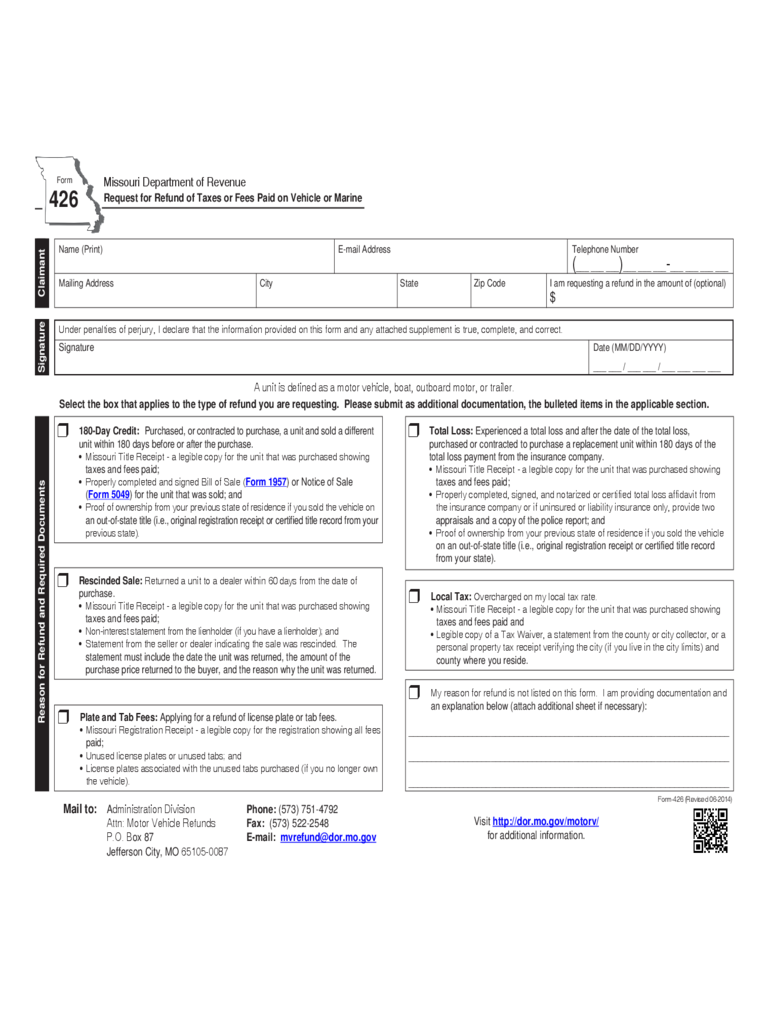 Form
426
Missouri Department of Revenue
Request for Refund of Taxes or Fees Paid on Vehicle or Marine
Claimant
Name (Print)
E-mail Address
Telephone Number
(__ __ __)__ __ __ - __ __ __ __
Mailing Address
City
State
Zip Code
I am requesting a refund in the amount of (optional)
$
Signature
Under penalties of perjury, I declare that the information provided on this form and any attached supplement is true, complete, and correct.
Signature
Date (MM/DD/YYYY)
__ __ / __ __ / __ __ __ __
A unit is defined as a motor vehicle, boat, outboard motor, or trailer.
Select the box that applies to the type of refund you are requesting. Please submit as additional documentation, the bulleted items in the applicable section.
Reason for Refund and Required Documents
180-Day Credit: Purchased, or contracted to purchase, a unit and sold a different
unit within 180 days before or after the purchase.
• Missouri Title Receipt - a legible copy for the unit that was purchased showing
taxes and fees paid;
• Properly completed and signed Bill of Sale (Form 1957) or Notice of Sale
(Form 5049) for the unit that was sold; and
• Proof of ownership from your previous state of residence if you sold the vehicle on
an out-of-state title (i.e., original registration receipt or certified title record from your
previous state).
Rescinded Sale: Returned a unit to a dealer within 60 days from the date of
purchase.
• Missouri Title Receipt - a legible copy for the unit that was purchased showing
taxes and fees paid;
• Non-interest statement from the lienholder (if you have a lienholder); and
• Statement from the seller or dealer indicating the sale was rescinded. The
statement must include the date the unit was returned, the amount of the
purchase price returned to the buyer, and the reason why the unit was returned.
Plate and Tab Fees: Applying for a refund of license plate or tab fees.
• Missouri Registration Receipt - a legible copy for the registration showing all fees
paid;
• Unused license plates or unused tabs; and
• License plates associated with the unused tabs purchased (if you no longer own
the vehicle).
Total Loss: Experienced a total loss and after the date of the total loss,
purchased or contracted to purchase a replacement unit within 180 days of the
total loss payment from the insurance company.
• Missouri Title Receipt - a legible copy for the unit that was purchased showing
taxes and fees paid;
• Properly completed, signed, and notarized or certified total loss affidavit from
the insurance company or if uninsured or liability insurance only, provide two
appraisals and a copy of the police report; and
• Proof of ownership from your previous state of residence if you sold the vehicle
on an out-of-state title (i.e., original registration receipt or certified title record
from your previous state).
Local Tax: Overcharged on my local tax rate.
• Missouri Title Receipt - a legible copy for the unit that was purchased showing
taxes and fees paid and
• Legible copy of a Tax Waiver, a statement from the county or city collector, or a
personal property tax receipt verifying the city (if you live in the city limits) and
county where you reside.
My reason for refund is not listed on this form. I am providing documentation and
an explanation below (attach additional sheet if necessary):
Form-426 (Revised 06-2014)
Mail to: Administration Division
Attn: Motor Vehicle Refunds
P.O. Box 87
Jefferson City, MO 65105-0087
Phone: (573) 751-4792
Fax: (573) 522-2548
E-mail: mvrefund@dor.mo.gov
Visit http://dor.mo.gov/motorv/
for additional information.